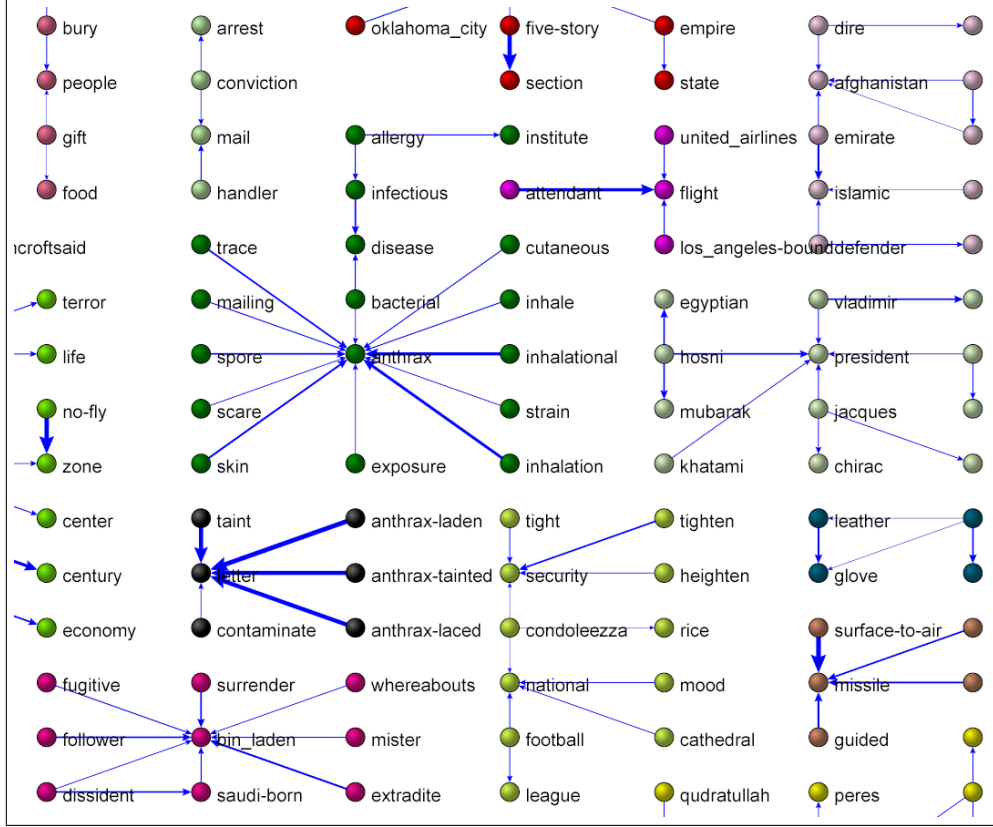 bury arrest oklahoma_city five-story empire dire
people conviction section state afghanistan
gift mail allergy institute united_airlines emirate
food handler infectious attendant flight islamic
ncroftsaid trace disease cutaneous los_angeles-bound defender
terror mailing bacterial inhale egyptian vladimir
life spore anthrax inhalational hosni president
no-fly scare strain mubarak jacques
zone skin exposure inhalation khatami chirac
center taint anthrax-laden tight tighten leather
century letter anthrax-tainted security heighten glove
economy contaminate anthrax-laced condoleezza rice surface-to-air
fugitive surrender whereabouts national mood missile
follower bin_laden mister football cathedral guided
dissident saudi-born extradite league qudratullah peres